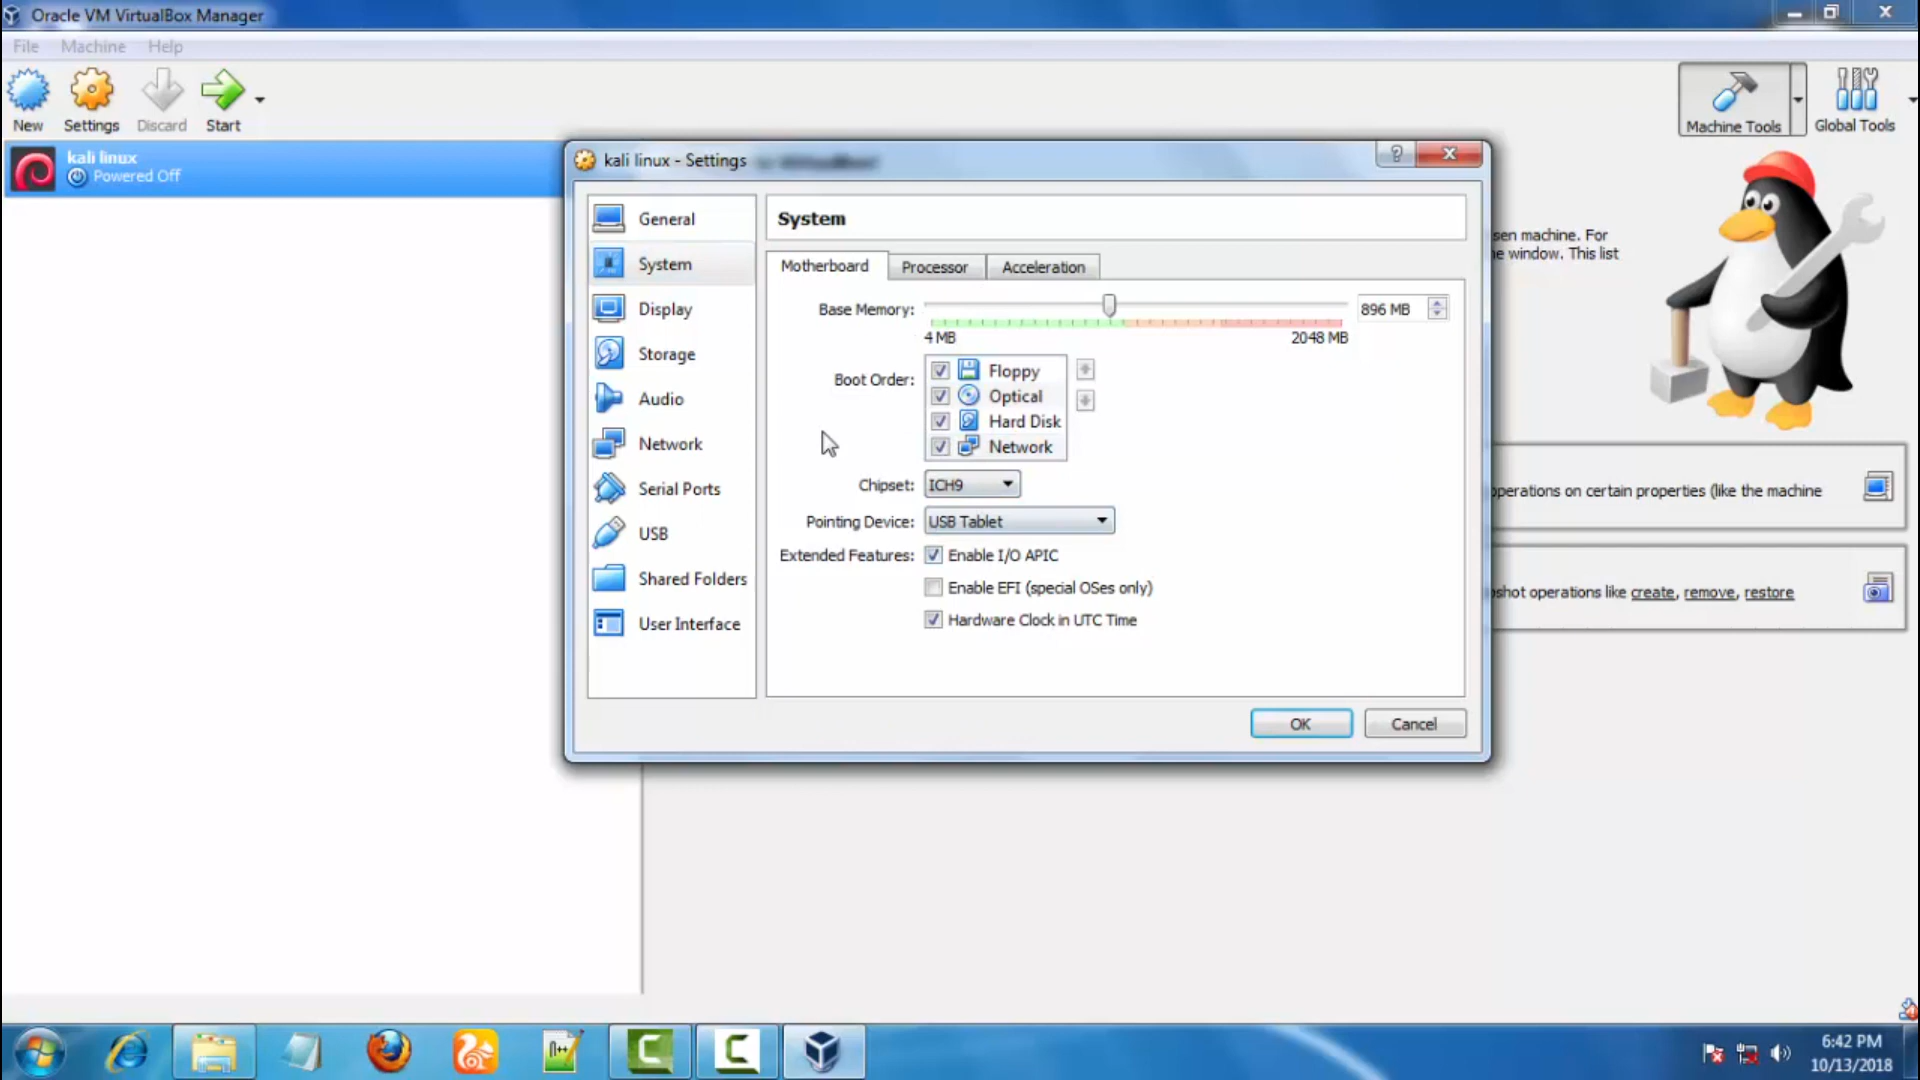 Oracle VM VirtualBox Manager
File Machine Help
New Settings Discard Start
Machine Tools Global Tools
kali linux
Powered Off
kali linux - Settings
General
System
Display
Storage
Audio
Network
Serial Ports
USB
Shared Folders
User Interface
System
Motherboard Processor Acceleration
Base Memory: 896 MB
4 MB 2048 MB
Boot Order:
Floppy
Optical
Hard Disk
Network
Chipset: ICH9
Pointing Device: USB Tablet
Extended Features: Enable I/O APIC
Enable EFI (special OSes only)
Hardware Clock in UTC Time
OK Cancel
sen machine. For
e window. This list
operations on certain properties (like the machine
shot operations like create, remove, restore
6:42 PM
10/13/2018